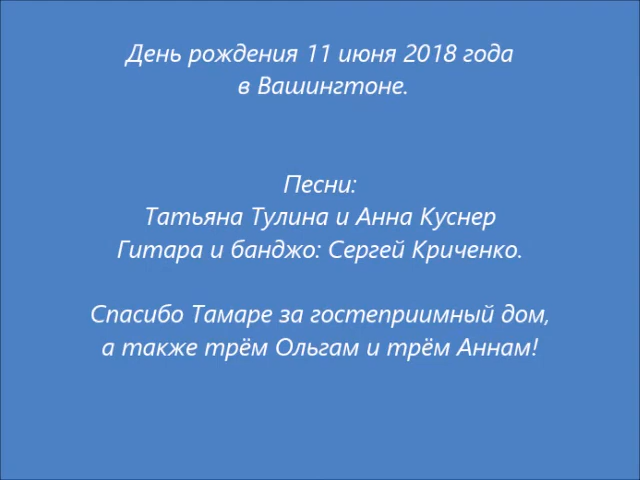 День рождения 11 июня 2018 года
в Вашингтоне.
Песни:
Татьяна Тулина и Анна Куснер
Гитара и банджо: Сергей Криченко.
Спасибо Тамаре за гостеприимный дом,
а также трём Ольгам и трём Аннам!